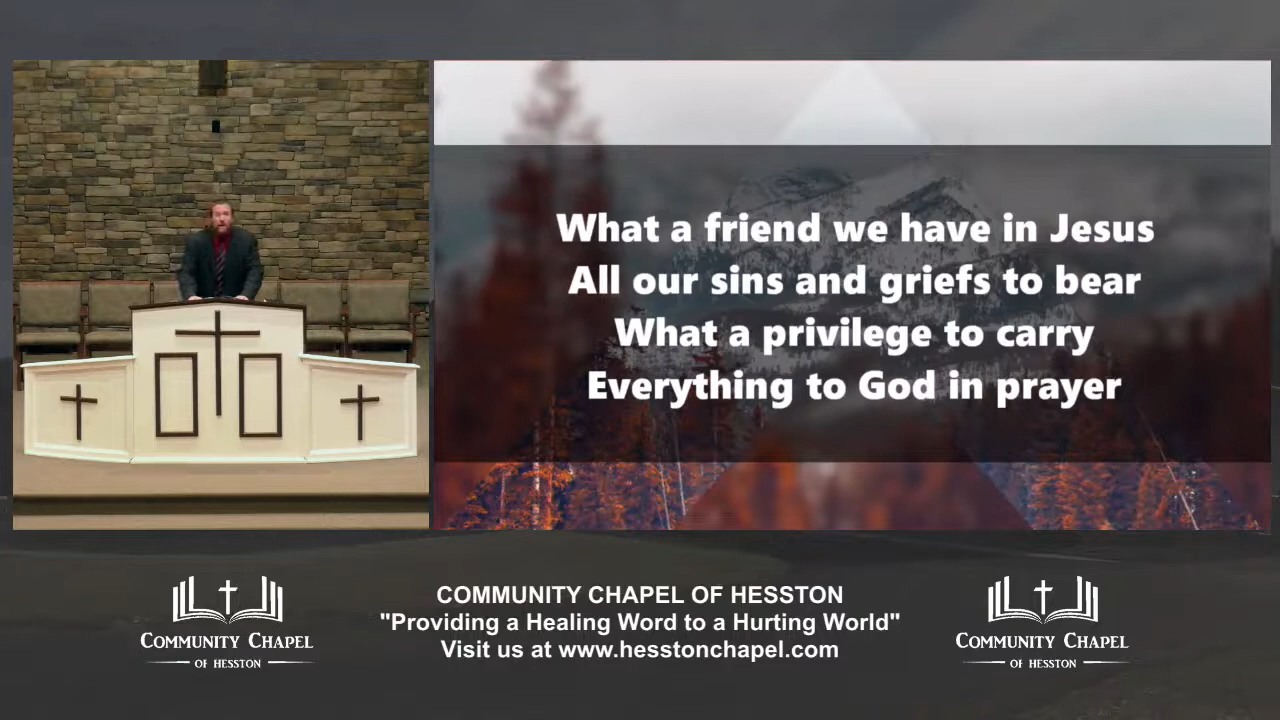 What a friend we have in Jesus
All our sins and griefs to bear
What a privilege to carry
Everything to God in prayer
COMMUNITY CHAPEL OF HESSTON
"Providing a Healing Word to a Hurting World"
Visit us at www.hesstonchapel.com
COMMUNITY CHAPEL
OF HESSTON
COMMUNITY CHAPEL
OF HESSTON